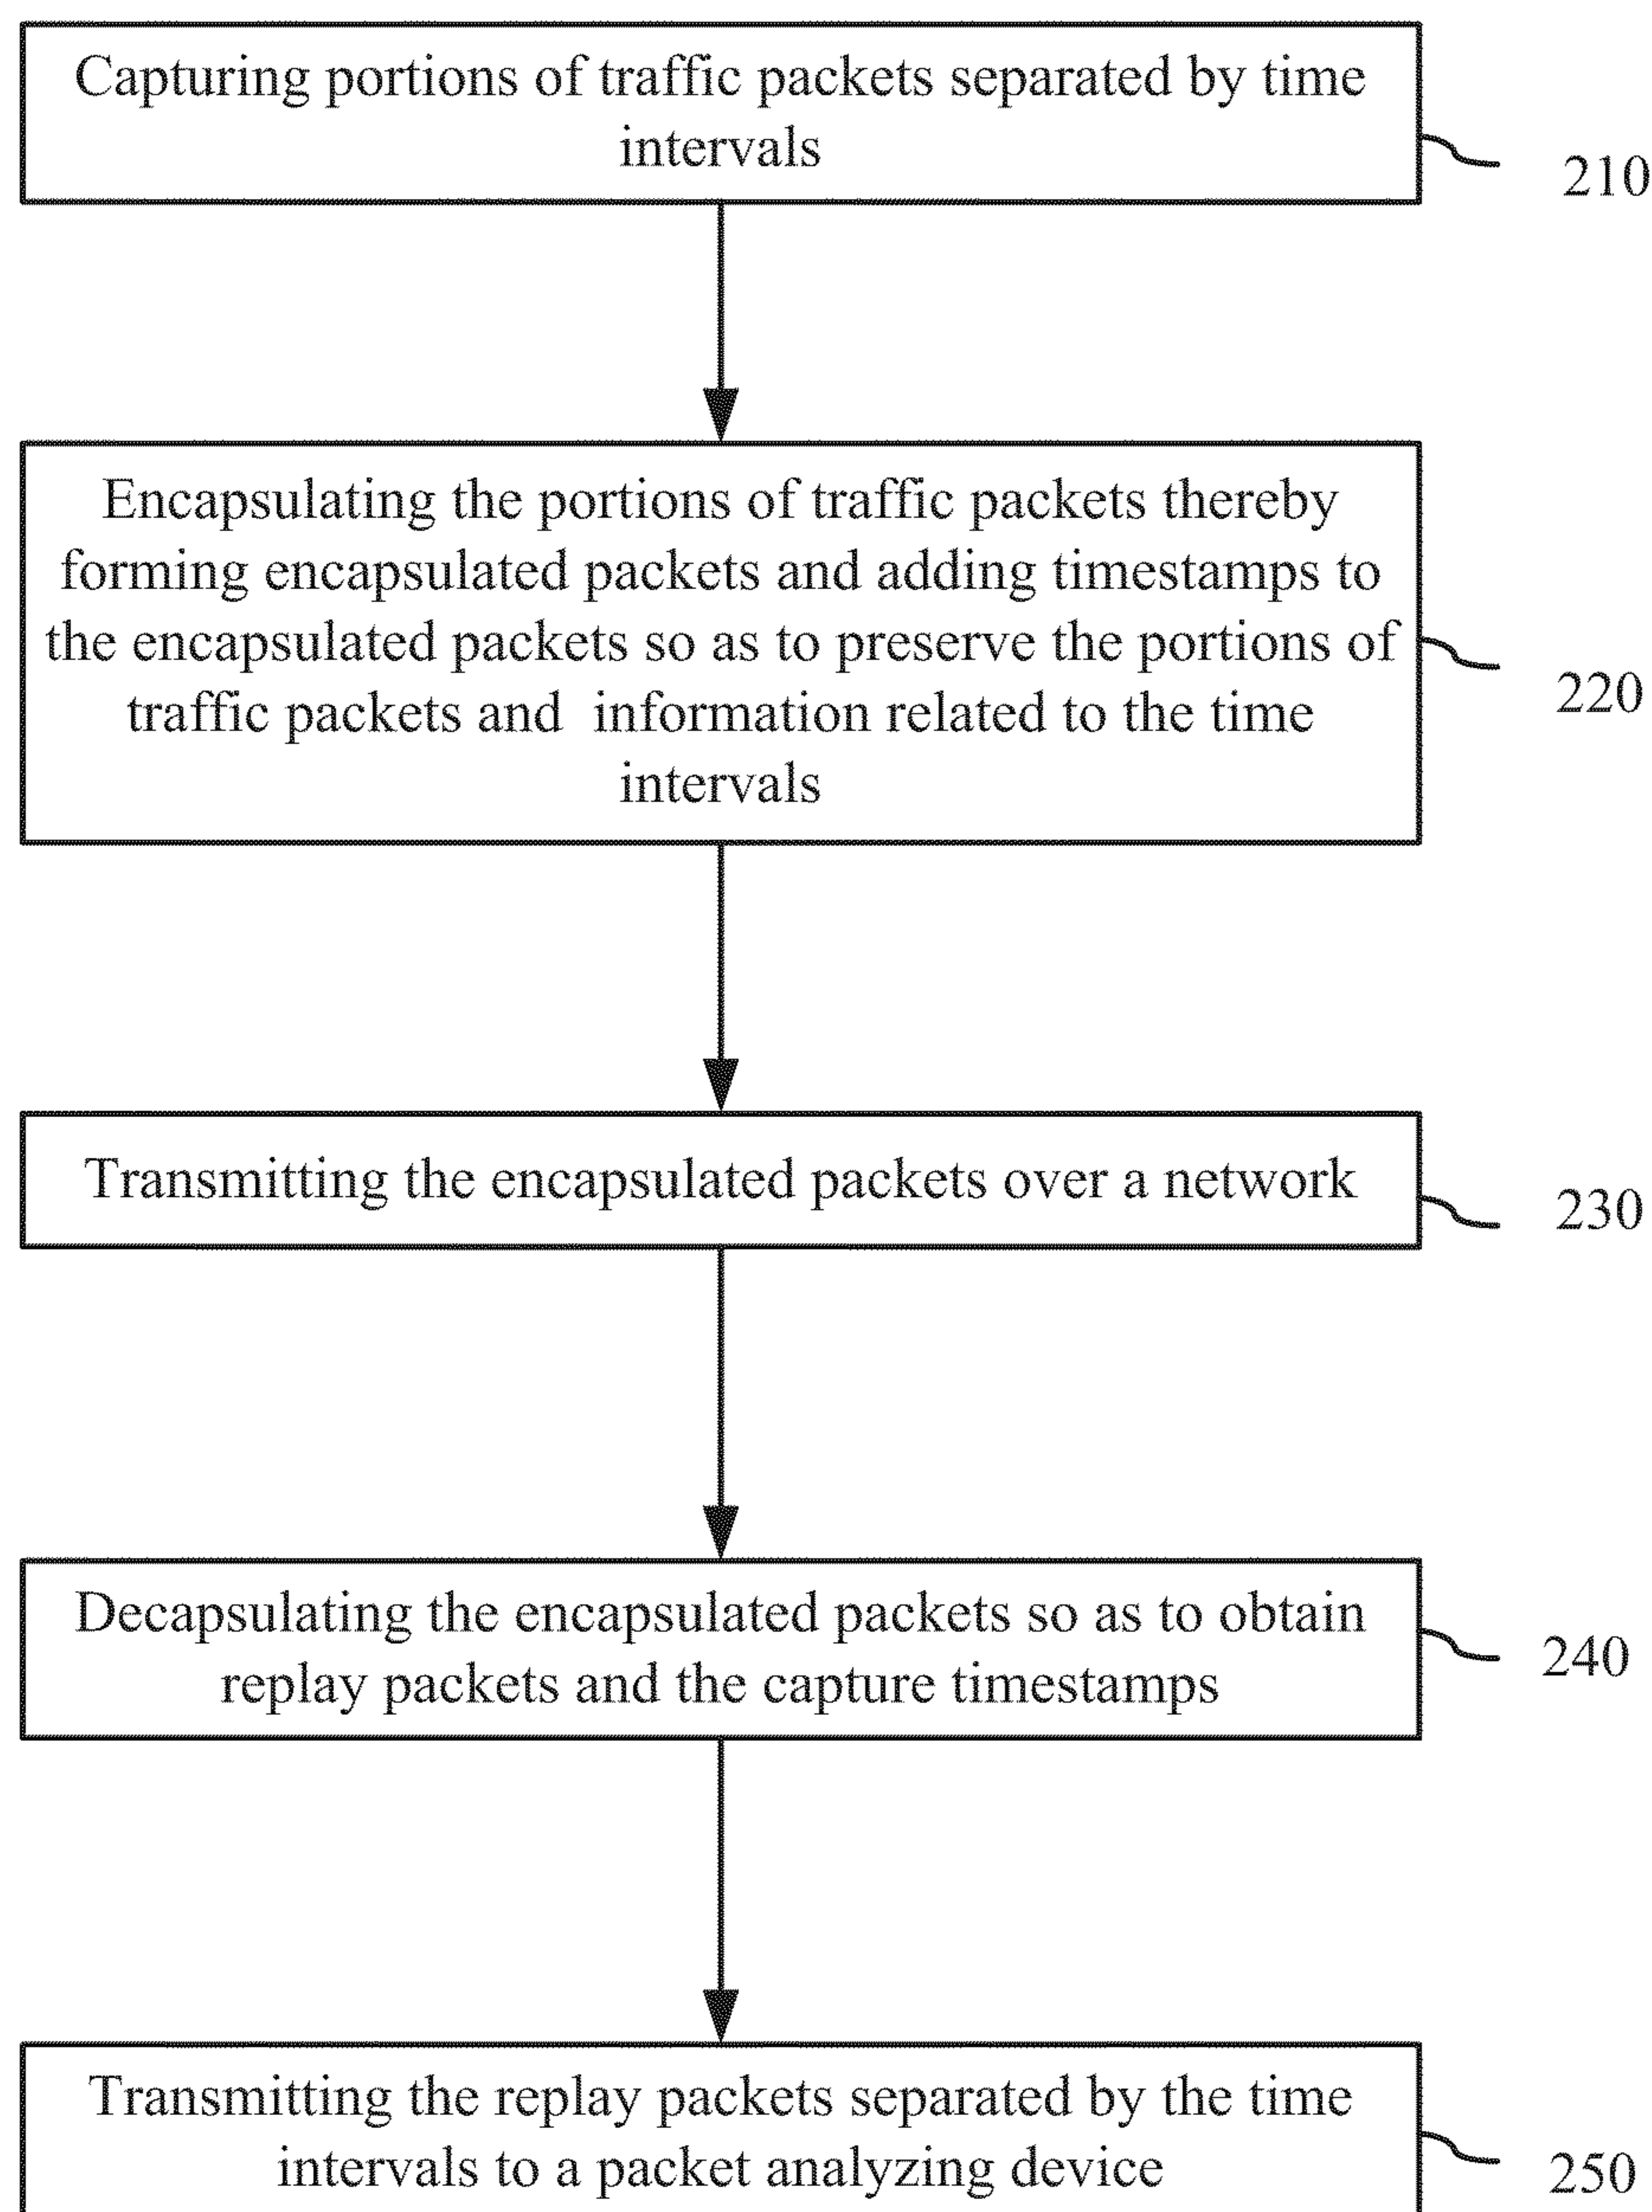 Capturing portions of traffic packets separated by time
intervals
210
Encapsulating the portions of traffic packets thereby
forming encapsulated packets and adding timestamps to
the encapsulated packets so as to preserve the portions of
traffic packets and information related to the time
intervals
220
Transmitting the encapsulated packets over a network
230
Decapsulating the encapsulated packets so as to obtain
replay packets and the capture timestamps
240
Transmitting the replay packets separated by the time
intervals to a packet analyzing device
250